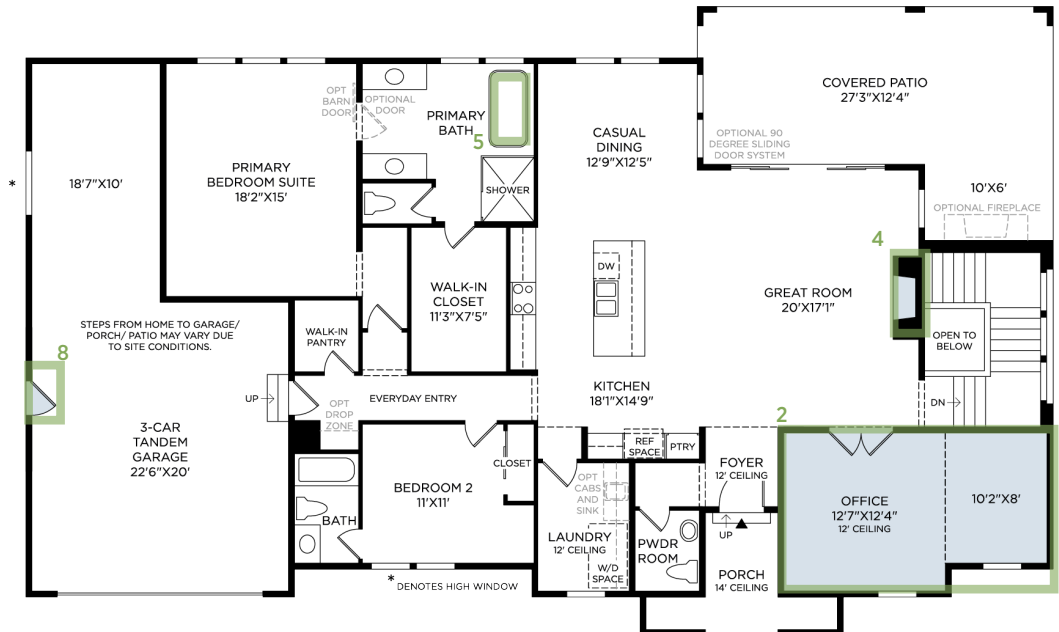 COVERED PATIO
27'3"X12'4"
OPTIONAL 90
DEGREE SLIDING
DOOR SYSTEM
10'X6'
OPTIONAL FIREPLACE
OPT
BARN
DOOR
OPTIONAL
DOOR
PRIMARY
BATH
5
SHOWER
CASUAL
DINING
12'9"X12'5"
*
18'7"X10'
PRIMARY
BEDROOM SUITE
18'2"X15'
WALK-IN
CLOSET
11'3"X7'5"
DW
4
GREAT ROOM
20'X17'1"
OPEN TO
BELOW
DN
STEPS FROM HOME TO GARAGE/
PORCH/ PATIO MAY VARY DUE
TO SITE CONDITIONS.
8
WALK-IN
PANTRY
KITCHEN
18'1"X14'9"
UP
OPT
DROP
ZONE
EVERYDAY ENTRY
3-CAR
TANDEM
GARAGE
22'6"X20'
BATH
BEDROOM 2
11'X11'
CLOSET
REF
SPACE
PTRY
OPT
CABS
AND
SINK
LAUNDRY
12' CEILING
W/D
SPACE
PWDR
ROOM
FOYER
12' CEILING
UP
PORCH
14' CEILING
2
OFFICE
12'7"X12'4"
12' CEILING
10'2"X8'
* DENOTES HIGH WINDOW